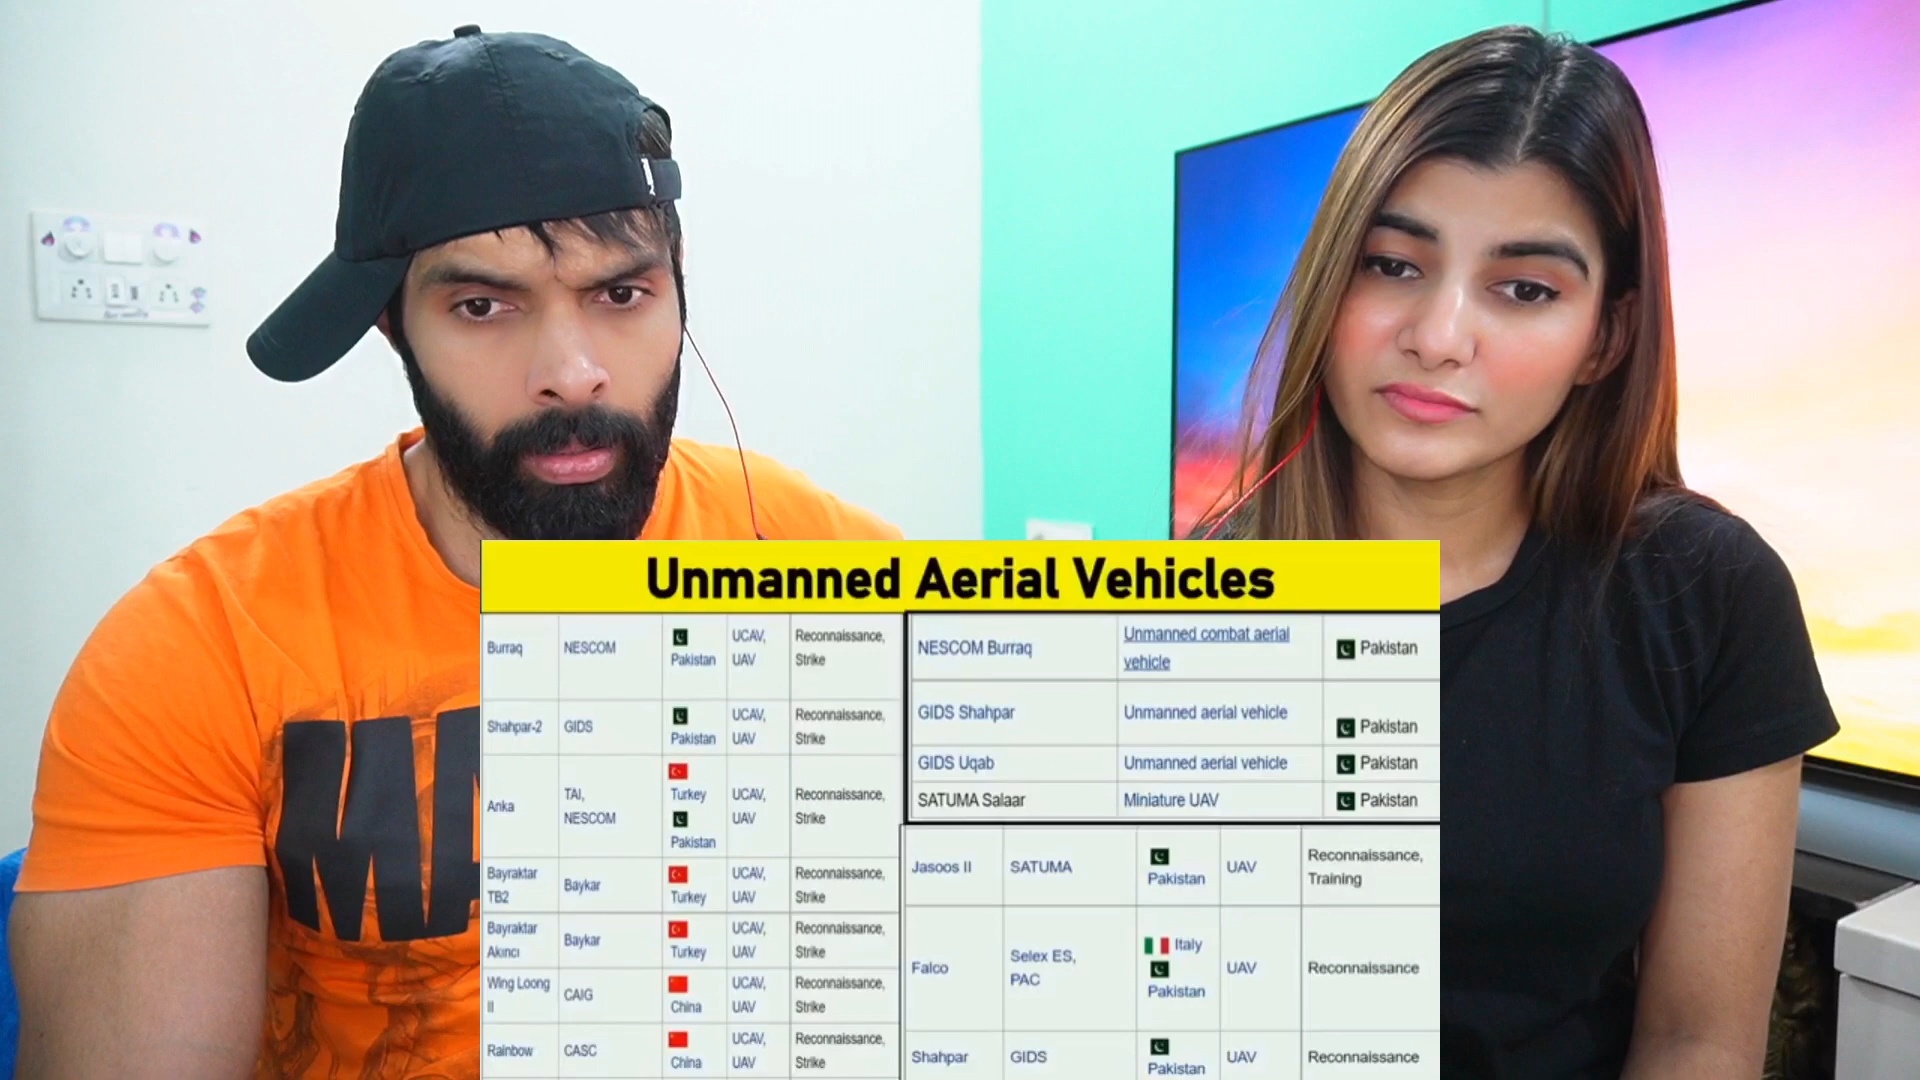 Unmanned Aerial Vehicles
Burraq NESCOM Pakistan UCAV, UAV Reconnaissance, Strike
Shahpar-2 GIDS Pakistan UCAV, UAV Reconnaissance, Strike
Anka TAI, NESCOM Turkey Pakistan UCAV, UAV Reconnaissance, Strike
Bayraktar TB2 Baykar Turkey UCAV, UAV Reconnaissance, Strike
Bayraktar Akıncı Baykar Turkey UCAV, UAV Reconnaissance, Strike
Wing Loong II CAIG China UCAV, UAV Reconnaissance, Strike
Rainbow CASC China UCAV, UAV Reconnaissance, Strike
NESCOM Burraq Unmanned combat aerial vehicle Pakistan
GIDS Shahpar Unmanned aerial vehicle Pakistan
GIDS Uqab Unmanned aerial vehicle Pakistan
SATUMA Salaar Miniature UAV Pakistan
Jasoos II SATUMA Pakistan UAV Reconnaissance, Training
Falco Selex ES, PAC Italy Pakistan UAV Reconnaissance
Shahpar GIDS Pakistan UAV Reconnaissance
MA